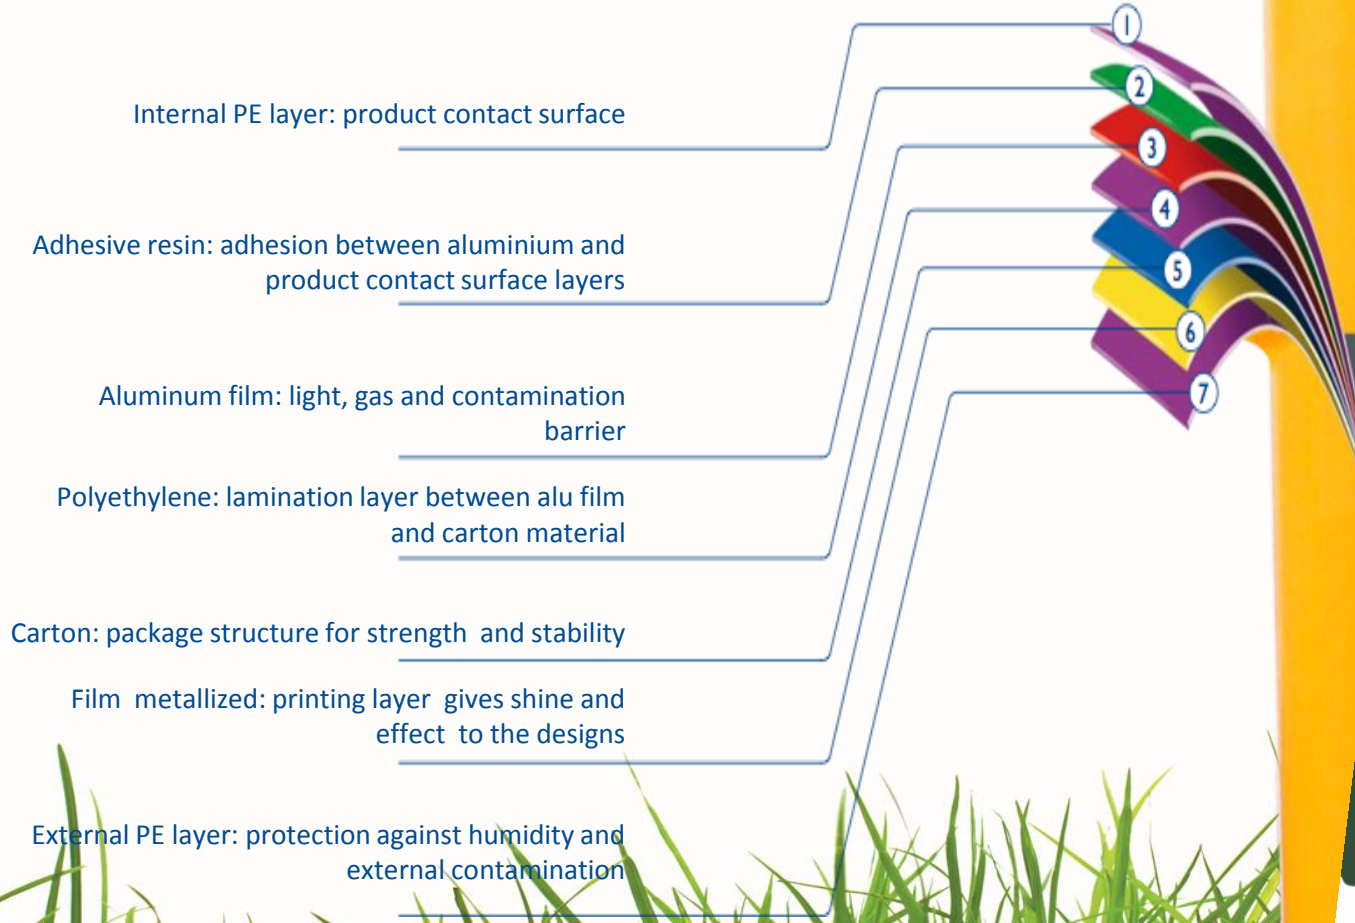 1
2
Internal PE layer: product contact surface
3
4
Adhesive resin: adhesion between aluminium and
product contact surface layers
5
6
Aluminum film: light, gas and contamination
barrier
7
Polyethylene: lamination layer between alu film
and carton material
Carton: package structure for strength  and stability
Film  metallized: printing layer  gives shine and
effect  to the designs
External PE layer: protection against humidity and
external contamination